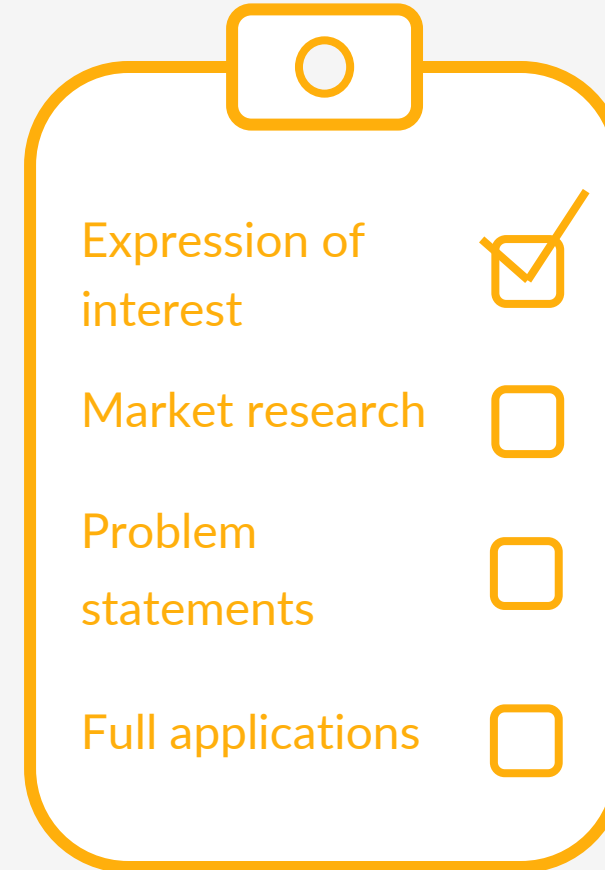 Expression of
interest
Market research
Problem
statements
Full applications